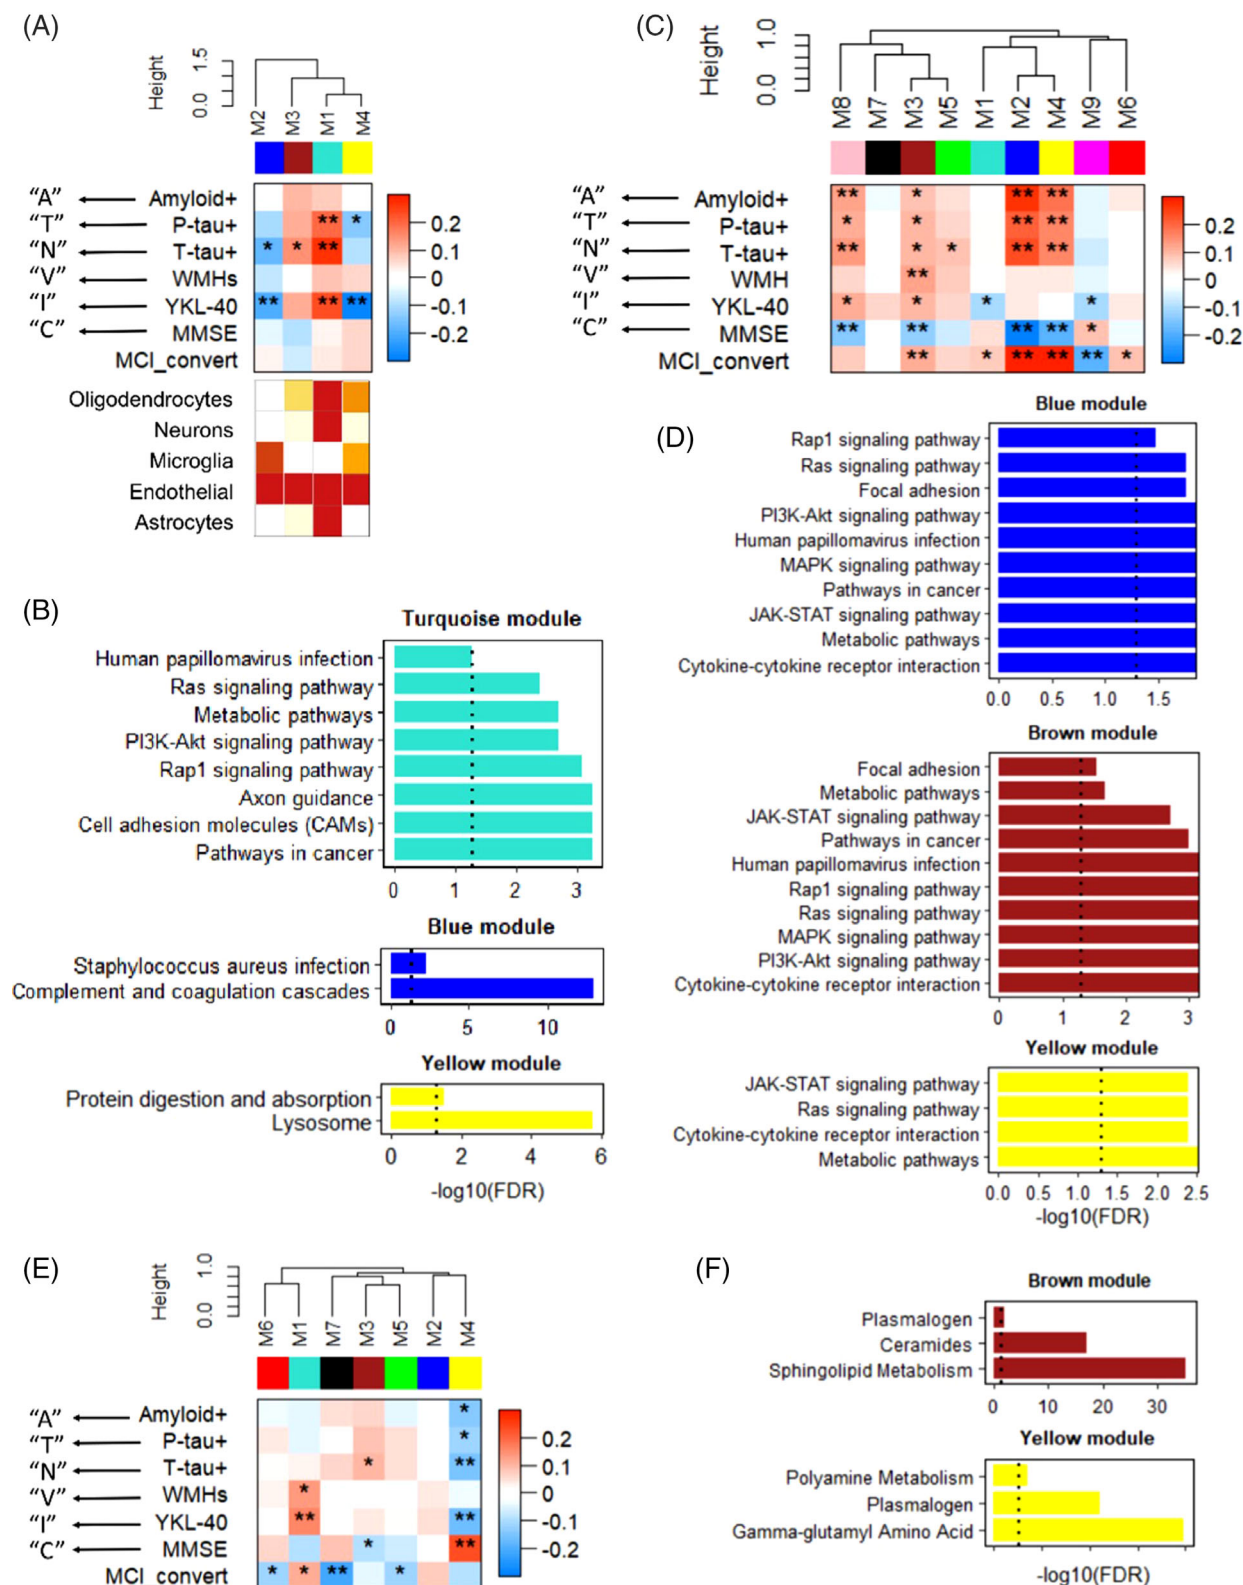 (A)
Height
0.0 1.5
M2 M3 M1 M4
“A” Amyloid+
“T” P-tau+ ** *
“N” T-tau+ * * **
“V” WMHs
“I” YKL-40 ** ** **
“C” MMSE
MCI_convert
0.2
0.1
0
-0.1
-0.2
Oligodendrocytes
Neurons
Microglia
Endothelial
Astrocytes
(B)
Turquoise module
Human papillomavirus infection
Ras signaling pathway
Metabolic pathways
PI3K-Akt signaling pathway
Rap1 signaling pathway
Axon guidance
Cell adhesion molecules (CAMs)
Pathways in cancer
0 1 2 3
Blue module
Staphylococcus aureus infection
Complement and coagulation cascades
0 5 10
Yellow module
Protein digestion and absorption
Lysosome
0 2 4 6
-log10(FDR)
(C)
Height
0.0 1.0
M8 M7 M3 M5 M1 M2 M4 M9 M6
“A” Amyloid+ ** * ** **
“T” P-tau+ * * ** **
“N” T-tau+ ** * * ** **
“V” WMH **
“I” YKL-40 * * * *
“C” MMSE ** ** ** ** *
MCI_convert ** * ** ** ** *
0.2
0.1
0
-0.1
-0.2
(D)
Blue module
Rap1 signaling pathway
Ras signaling pathway
Focal adhesion
PI3K-Akt signaling pathway
Human papillomavirus infection
MAPK signaling pathway
Pathways in cancer
JAK-STAT signaling pathway
Metabolic pathways
Cytokine-cytokine receptor interaction
0.0 0.5 1.0 1.5
Brown module
Focal adhesion
Metabolic pathways
JAK-STAT signaling pathway
Pathways in cancer
Human papillomavirus infection
Rap1 signaling pathway
Ras signaling pathway
MAPK signaling pathway
PI3K-Akt signaling pathway
Cytokine-cytokine receptor interaction
0 1 2 3
Yellow module
JAK-STAT signaling pathway
Ras signaling pathway
Cytokine-cytokine receptor interaction
Metabolic pathways
0.0 0.5 1.0 1.5 2.0 2.5
-log10(FDR)
(E)
Height
0.0 1.0
M6 M1 M7 M3 M5 M2 M4
“A” Amyloid+ *
“T” P-tau+ *
“N” T-tau+ * **
“V” WMHs *
“I” YKL-40 ** **
“C” MMSE * **
MCI_convert * * ** *
0.2
0.1
0
-0.1
-0.2
(F)
Brown module
Plasmalogen
Ceramides
Sphingolipid Metabolism
0 10 20 30
Yellow module
Polyamine Metabolism
Plasmalogen
Gamma-glutamyl Amino Acid
-log10(FDR)